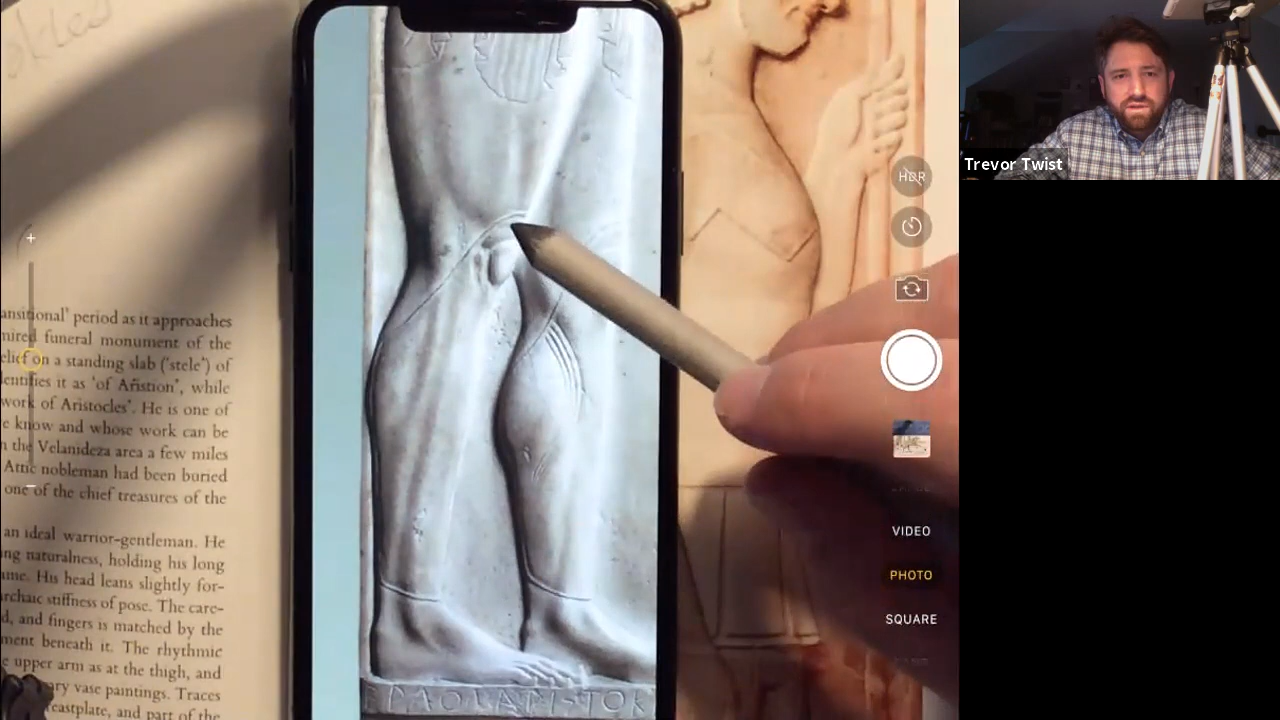 ansitional' period as it approaches
mired funeral monument of the
elief on a standing slab ('stele') of
dentifies it as 'of Aristion', while
work of Aristocles'. He is one of
e know and whose work can be
n the Velanideza area a few miles
Attic nobleman had been buried
one of the chief treasures of the
an ideal warrior-gentleman. He
ng naturalness, holding his long
ame. His head leans slightly for-
archaic stiffness of pose. The care-
d, and fingers is matched by the
ment beneath it. The rhythmic
e upper arm as at the thigh, and
ary vase paintings. Traces
eastplate, and part of the
HDR
VIDEO
PHOTO
SQUARE
Trevor Twist